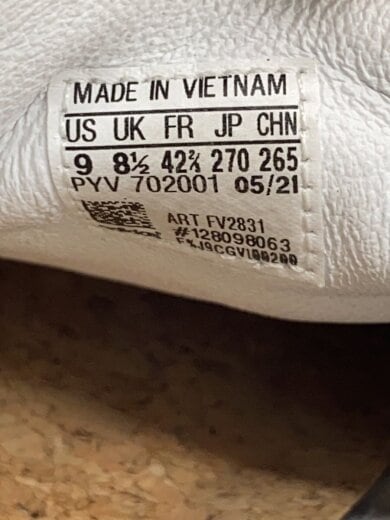 MADE IN VIETNAM
US UK FR JP CHN
9 8½ 42⅔ 270 265
PYV 702001 05/21
ART FV2831
#128098063